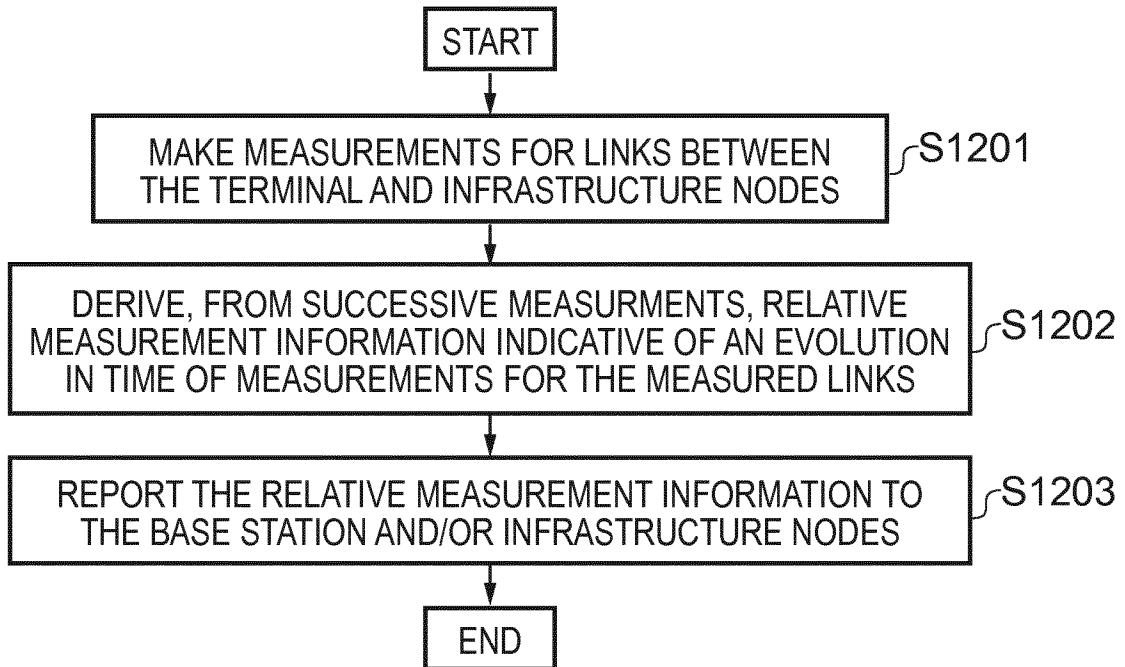 START
MAKE MEASUREMENTS FOR LINKS BETWEEN
THE TERMINAL AND INFRASTRUCTURE NODES
S1201
DERIVE, FROM SUCCESSIVE MEASURMENTS, RELATIVE
MEASUREMENT INFORMATION INDICATIVE OF AN EVOLUTION
IN TIME OF MEASUREMENTS FOR THE MEASURED LINKS
S1202
REPORT THE RELATIVE MEASUREMENT INFORMATION TO
THE BASE STATION AND/OR INFRASTRUCTURE NODES
S1203
END